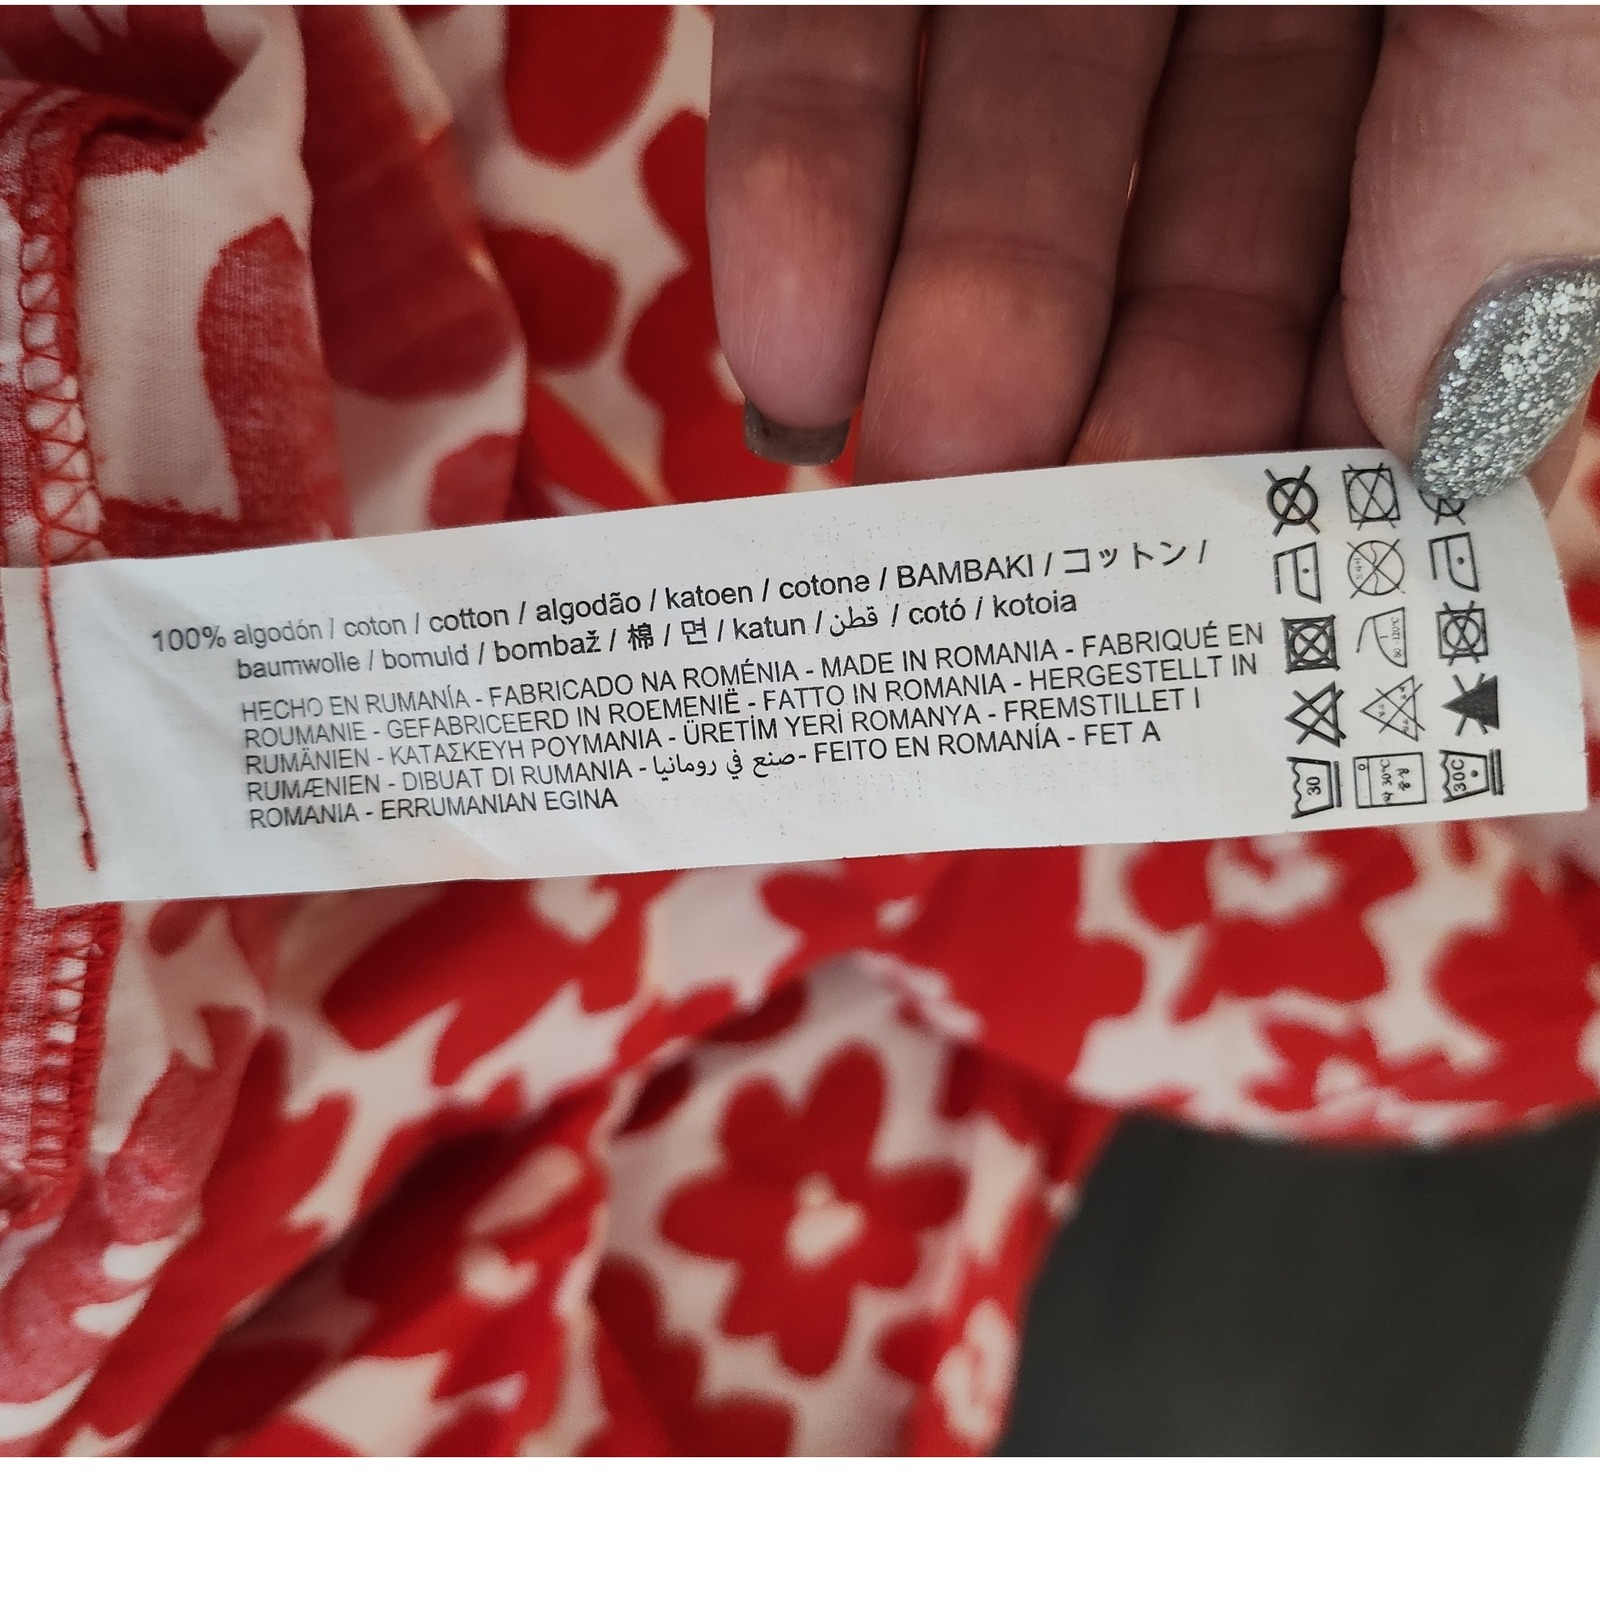 100% algodón / coton / cotton / algodão / katoen / cotone / BAMBAKI / コットン /
baumwolle / bomuld / bombaž / 棉 / 면 / katun / قطن / cotó / kotoia
HECHO EN RUMANÍA - FABRICADO NA ROMÉNIA - MADE IN ROMANIA - FABRIQUÉ EN
ROUMANIE - GEFABRICEERD IN ROEMENIË - FATTO IN ROMANIA - HERGESTELLT IN
RUMÄNIEN - ΚΑΤΑΣΚΕΥΗ ΡΟΥΜΑΝΙΑ - ÜRETİM YERİ ROMANYA - FREMSTILLET I
RUMÆNIEN - DIBUAT DI RUMANIA - صنع في رومانيا- FEITO EN ROMANÍA - FET A
ROMANIA - ERRUMANIAN EGINA
30
30C